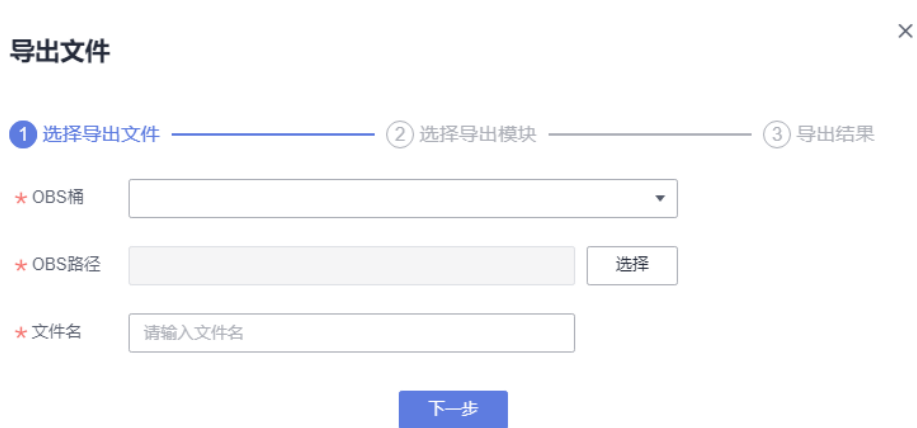 导出文件
1 选择导出文件 2 选择导出模块 3 导出结果
* OBS桶
* OBS路径 选择
* 文件名 请输入文件名
下一步